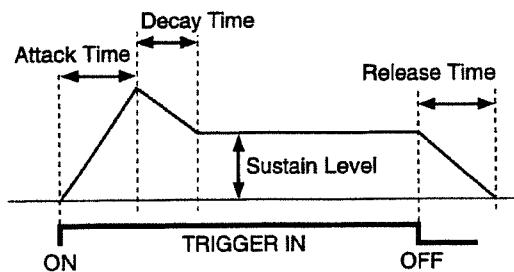 Decay Time
Attack Time
Release Time
Sustain Level
TRIGGER IN
ON
OFF